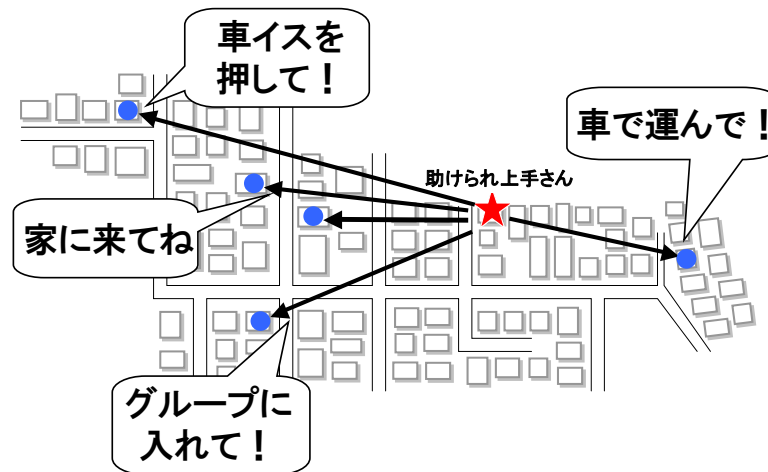 車イスを
押して！
車で運んで！
助けられ上手さん
家に来てね
グループに
入れて！